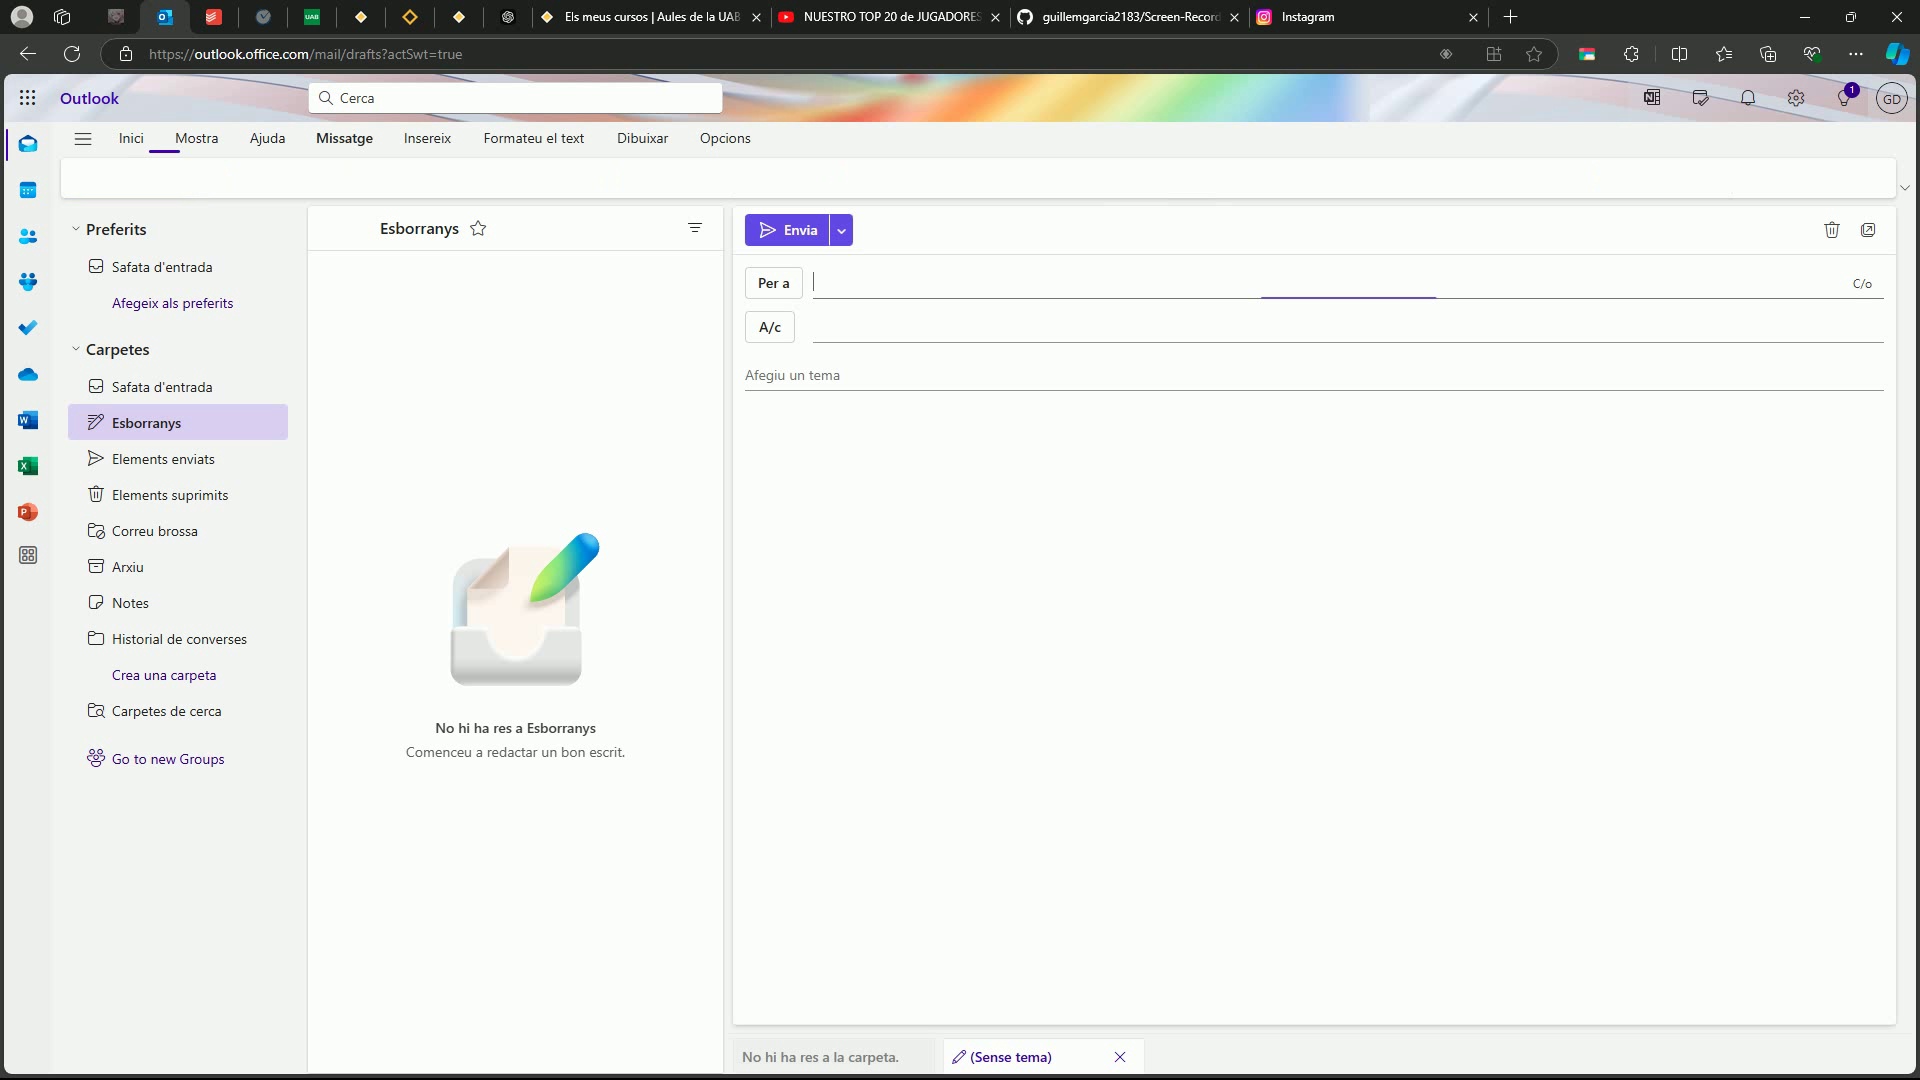 Els meus cursos | Aules de la UAB
NUESTRO TOP 20 de JUGADORES
guillemgarcia2183/Screen-Record
Instagram
https://outlook.office.com/mail/drafts?actSwt=true
Outlook
Cerca
1
GD
Inici Mostra Ajuda Missatge Insereix Formateu el text Dibuixar Opcions
Preferits
Safata d'entrada
Afegeix als preferits
Carpetes
Safata d'entrada
Esborranys
Elements enviats
Elements suprimits
Correu brossa
Arxiu
Notes
Historial de converses
Crea una carpeta
Carpetes de cerca
Go to new Groups
Esborranys
No hi ha res a Esborranys
Comenceu a redactar un bon escrit.
Envia
Per a
C/o
A/c
Afegiu un tema
No hi ha res a la carpeta.
(Sense tema)